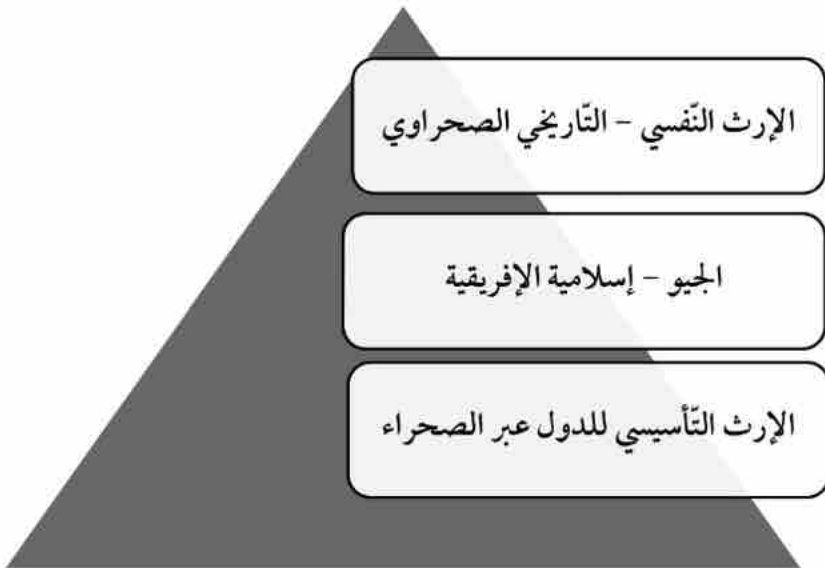 الإرث النّفسي – التّاريخي الصحراوي
الجيو – إسلامية الإفريقية
الإرث التّأسيسي للدول عبر الصحراء